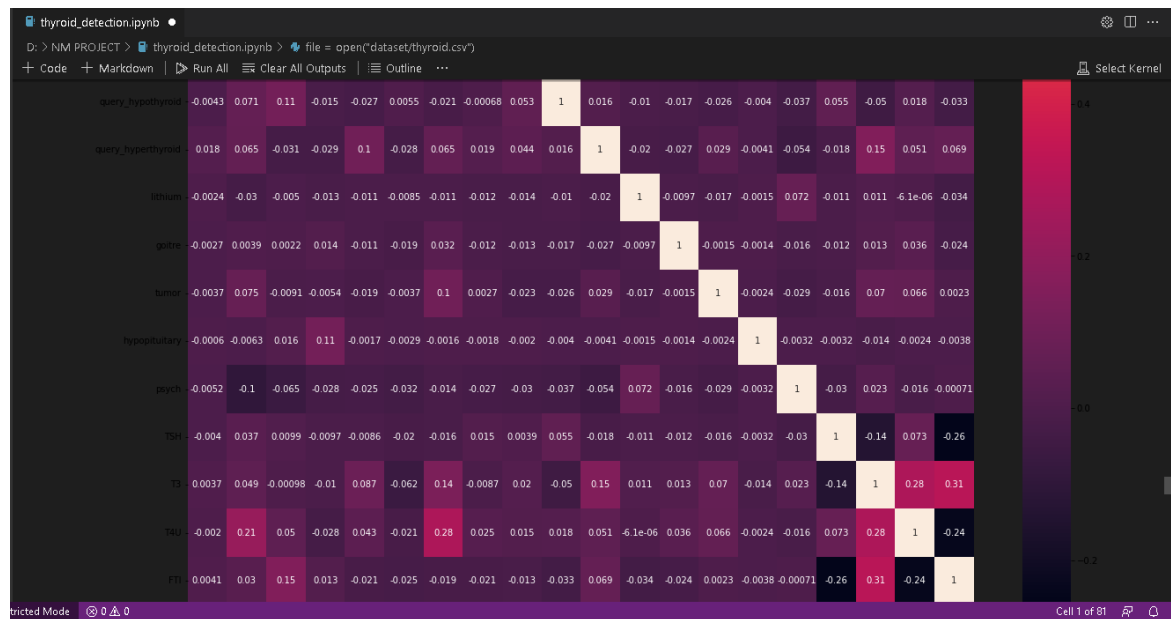 thyroid_detection.ipynb ●
D: > NM PROJECT > thyroid_detection.ipynb > file = open("dataset/thyroid.csv")
+ Code + Markdown | Run All Clear All Outputs | Outline ··· Select Kernel
query_hypothyroid -0.0043 0.071 0.11 -0.015 -0.027 0.0055 -0.021 -0.00068 0.053 1 0.016 -0.01 -0.017 -0.026 -0.004 -0.037 0.055 -0.05 0.018 -0.033 0.4
query_hyperthyroid 0.018 0.065 -0.031 -0.029 0.1 -0.028 0.065 0.019 0.044 0.016 1 -0.02 -0.027 0.029 -0.0041 -0.054 -0.018 0.15 0.051 0.069
lithium -0.0024 -0.03 -0.005 -0.013 -0.011 -0.0085 -0.011 -0.012 -0.014 -0.01 -0.02 1 -0.0097 -0.017 -0.0015 0.072 -0.011 0.011 -6.1e-06 -0.034
goitre -0.0027 0.0039 0.0022 0.014 -0.011 -0.019 0.032 -0.012 -0.013 -0.017 -0.027 -0.0097 1 -0.0015 -0.0014 -0.016 -0.012 0.013 0.036 -0.024 0.2
tumor -0.0037 0.075 -0.0091 -0.0054 -0.019 -0.0037 0.1 0.0027 -0.023 -0.026 0.029 -0.017 -0.0015 1 -0.0024 -0.029 -0.016 0.07 0.066 0.0023
hypopituitary -0.0006 -0.0063 0.016 0.11 -0.0017 -0.0029 -0.0016 -0.0018 -0.002 -0.004 -0.0041 -0.0015 -0.0014 -0.0024 1 -0.0032 -0.0032 -0.014 -0.0024 -0.0038
psych -0.0052 -0.1 -0.065 -0.028 -0.025 -0.032 -0.014 -0.027 -0.03 -0.037 -0.054 0.072 -0.016 -0.029 -0.0032 1 -0.03 0.023 -0.016 -0.00071 0.0
TSH -0.004 0.037 0.0099 -0.0097 -0.0086 -0.02 -0.016 0.015 0.0039 0.055 -0.018 -0.011 -0.012 -0.016 -0.0032 -0.03 1 -0.14 0.073 -0.26
T3 0.0037 0.049 -0.00098 -0.01 0.087 -0.062 0.14 -0.0087 0.02 -0.05 0.15 0.011 0.013 0.07 -0.014 0.023 -0.14 1 0.28 0.31
T4U -0.002 0.21 0.05 -0.028 0.043 -0.021 0.28 0.025 0.015 0.018 0.051 -6.1e-06 0.036 0.066 -0.0024 -0.016 0.073 0.28 1 -0.24
FTI 0.0041 0.03 0.15 0.013 -0.021 -0.025 -0.019 -0.021 -0.013 -0.033 0.069 -0.034 -0.024 0.0023 -0.0038 -0.00071 -0.26 0.31 -0.24 1 -0.2
tricted Mode 0 0 Cell 1 of 81